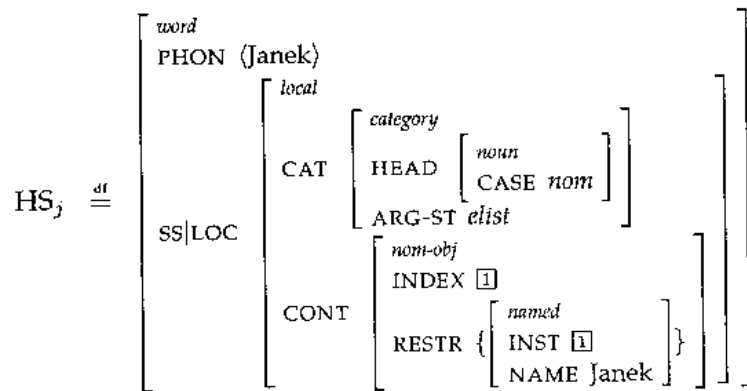 word
PHON ⟨Janek⟩
local
category
CAT HEAD noun
CASE nom
HS_j =df SS|LOC ARG-ST elist
nom-obj
INDEX [1]
CONT RESTR { named
INST [1]
NAME Janek }